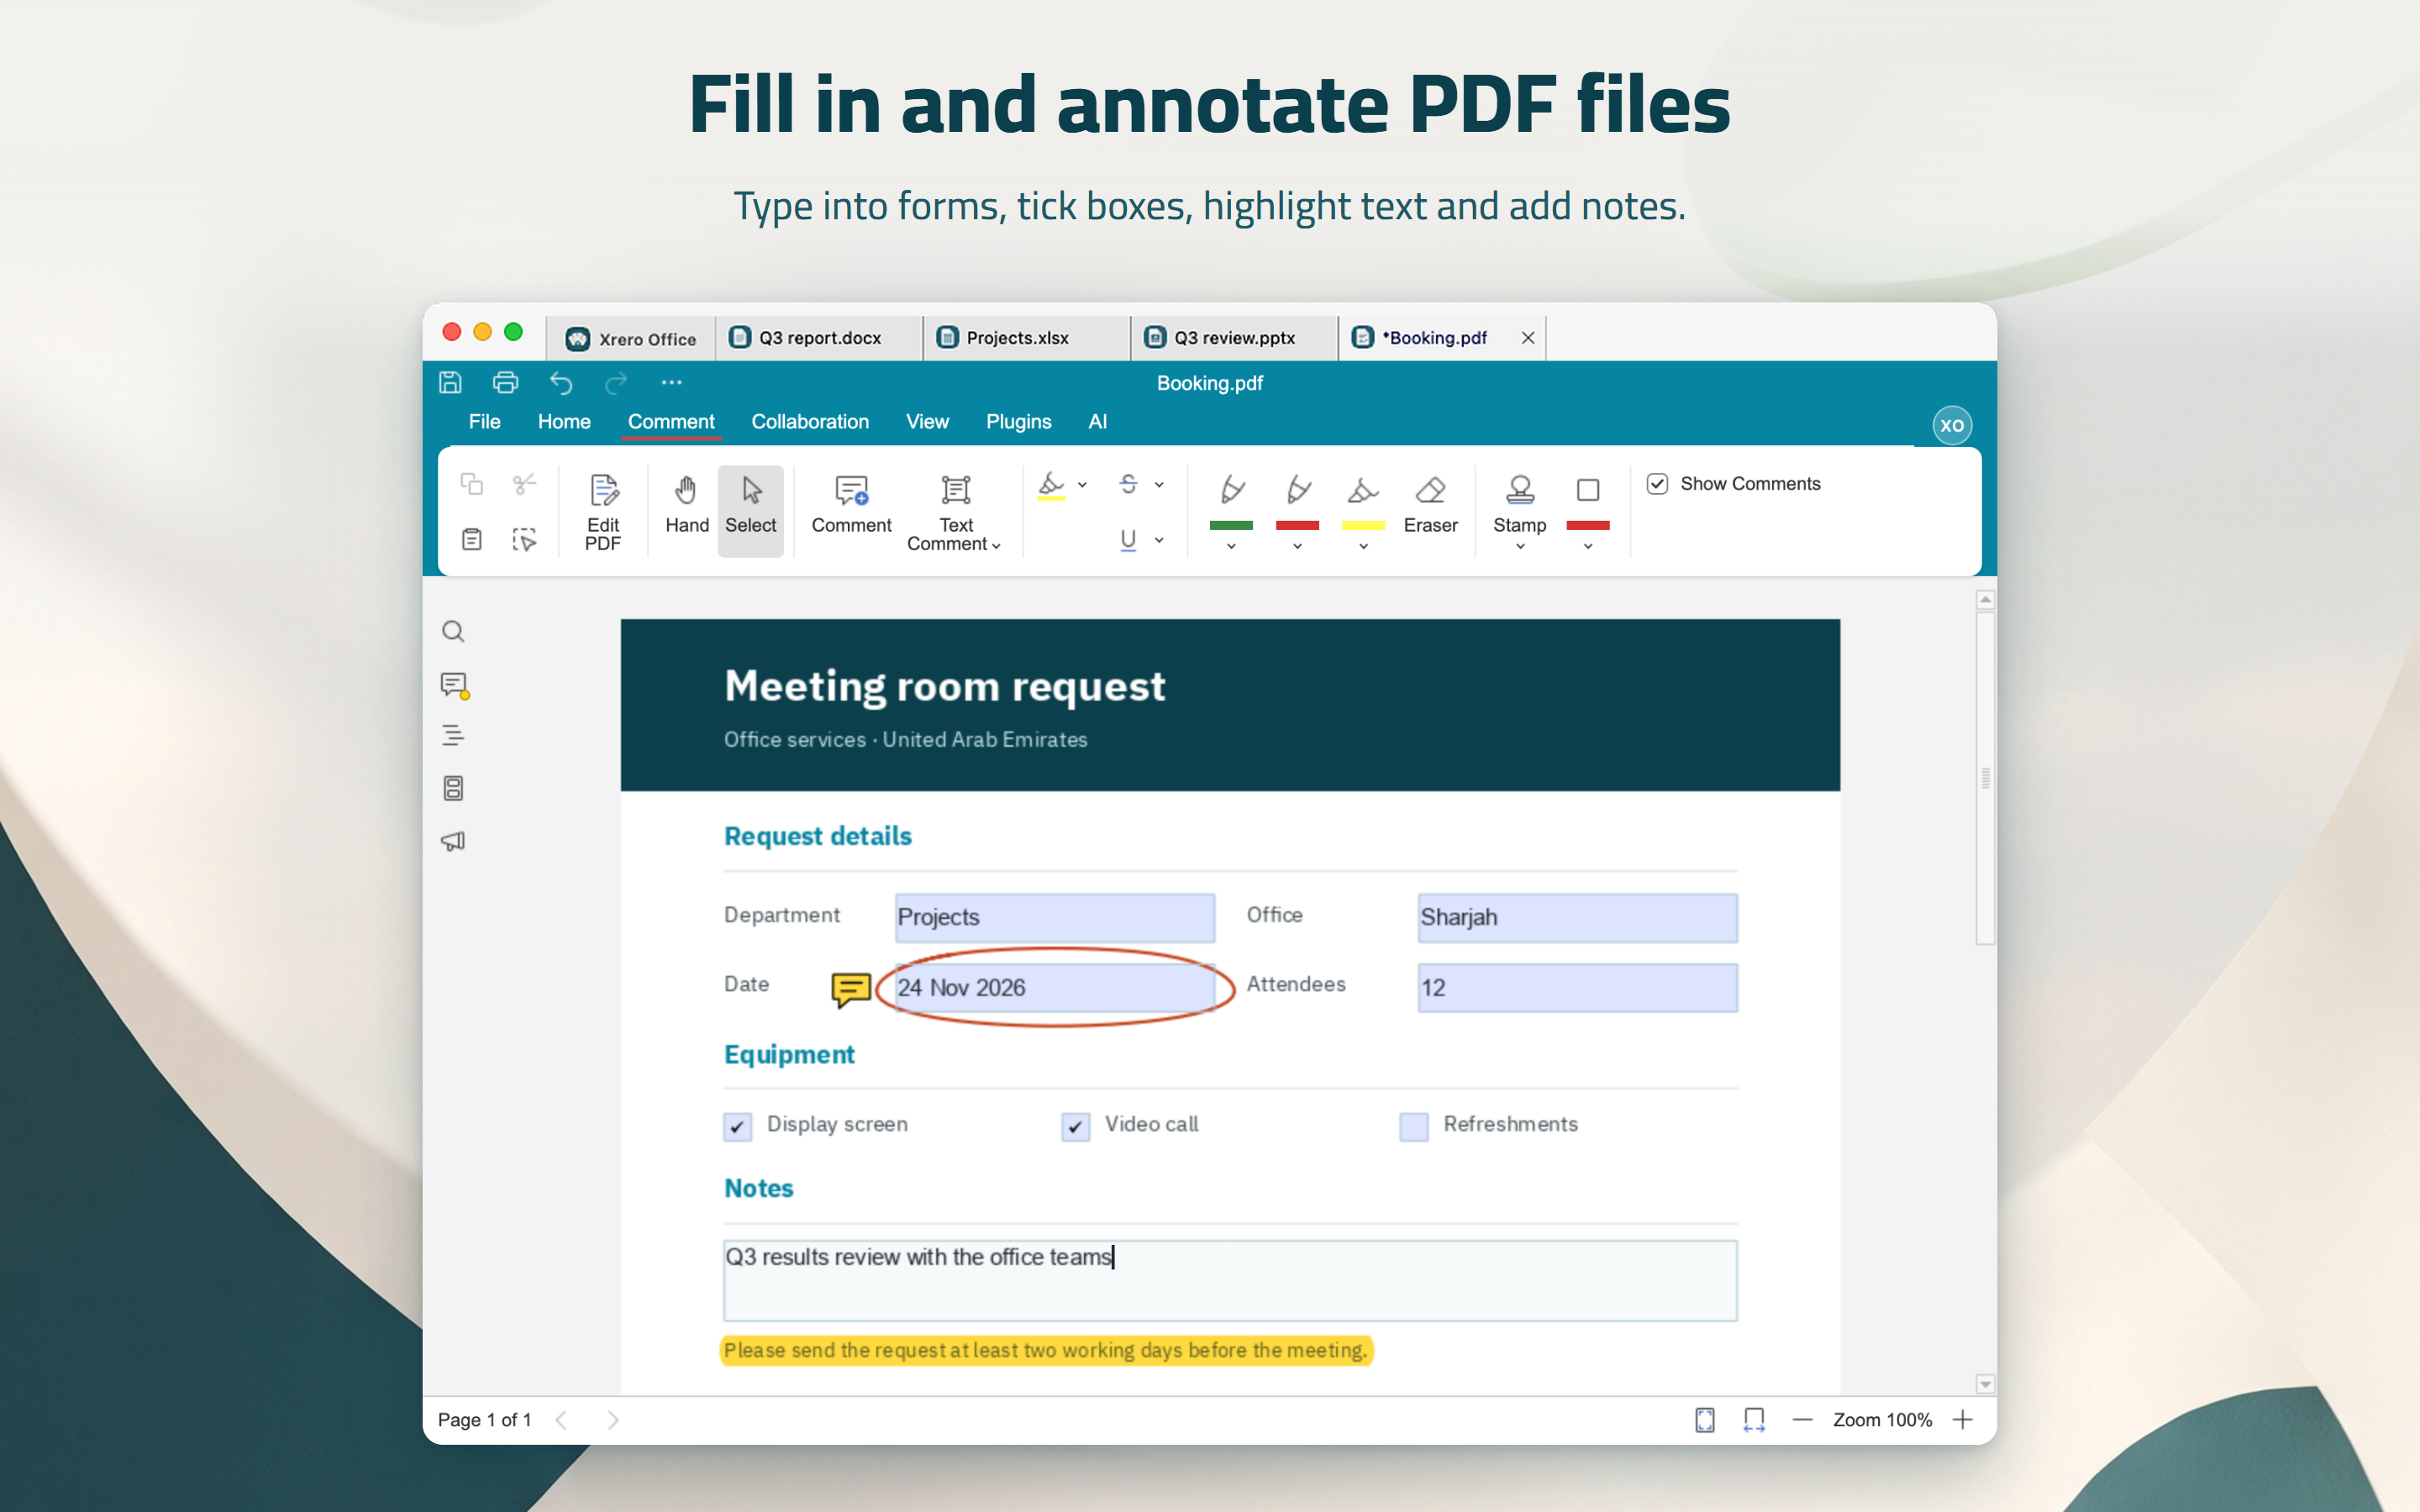 Fill in and annotate PDF files
Type into forms, tick boxes, highlight text and add notes.
Xrero Office
Q3 report.docx
Projects.xlsx
Q3 review.pptx
*Booking.pdf
Booking.pdf
File Home Comment Collaboration View Plugins AI
XO
Edit PDF
Hand
Select
Comment
Text Comment
Eraser
Stamp
Show Comments
Meeting room request
Office services · United Arab Emirates
Request details
Department Projects Office Sharjah
Date 24 Nov 2026 Attendees 12
Equipment
Display screen Video call Refreshments
Notes
Q3 results review with the office teams
Please send the request at least two working days before the meeting.
Page 1 of 1
Zoom 100%